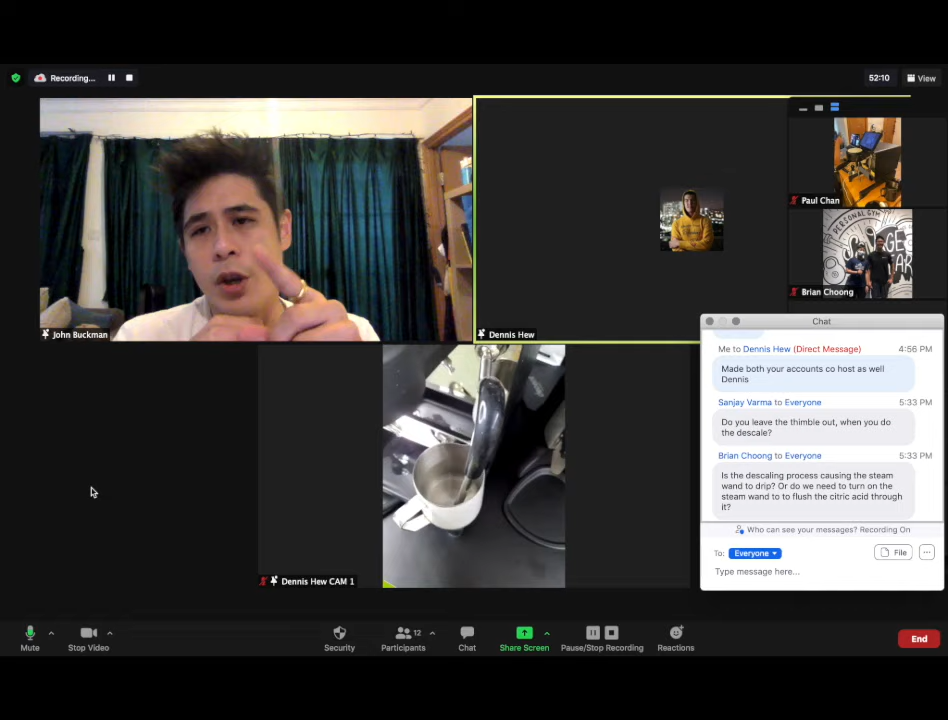 Recording...
52:10
View
Paul Chan
PERSONAL GYM
Brian Choong
John Buckman
Dennis Hew
Dennis Hew CAM 1
Chat
Me to Dennis Hew (Direct Message) 4:56 PM
Made both your accounts co host as well
Dennis
Sanjay Varma to Everyone 5:33 PM
Do you leave the thimble out, when you do
the descale?
Brian Choong to Everyone 5:33 PM
Is the descaling process causing the steam
wand to drip? Or do we need to turn on the
steam wand to to flush the citric acid through
it?
Who can see your messages? Recording On
To: Everyone
File
Type message here...
Mute
Stop Video
Security
12
Participants
Chat
Share Screen
Pause/Stop Recording
Reactions
End